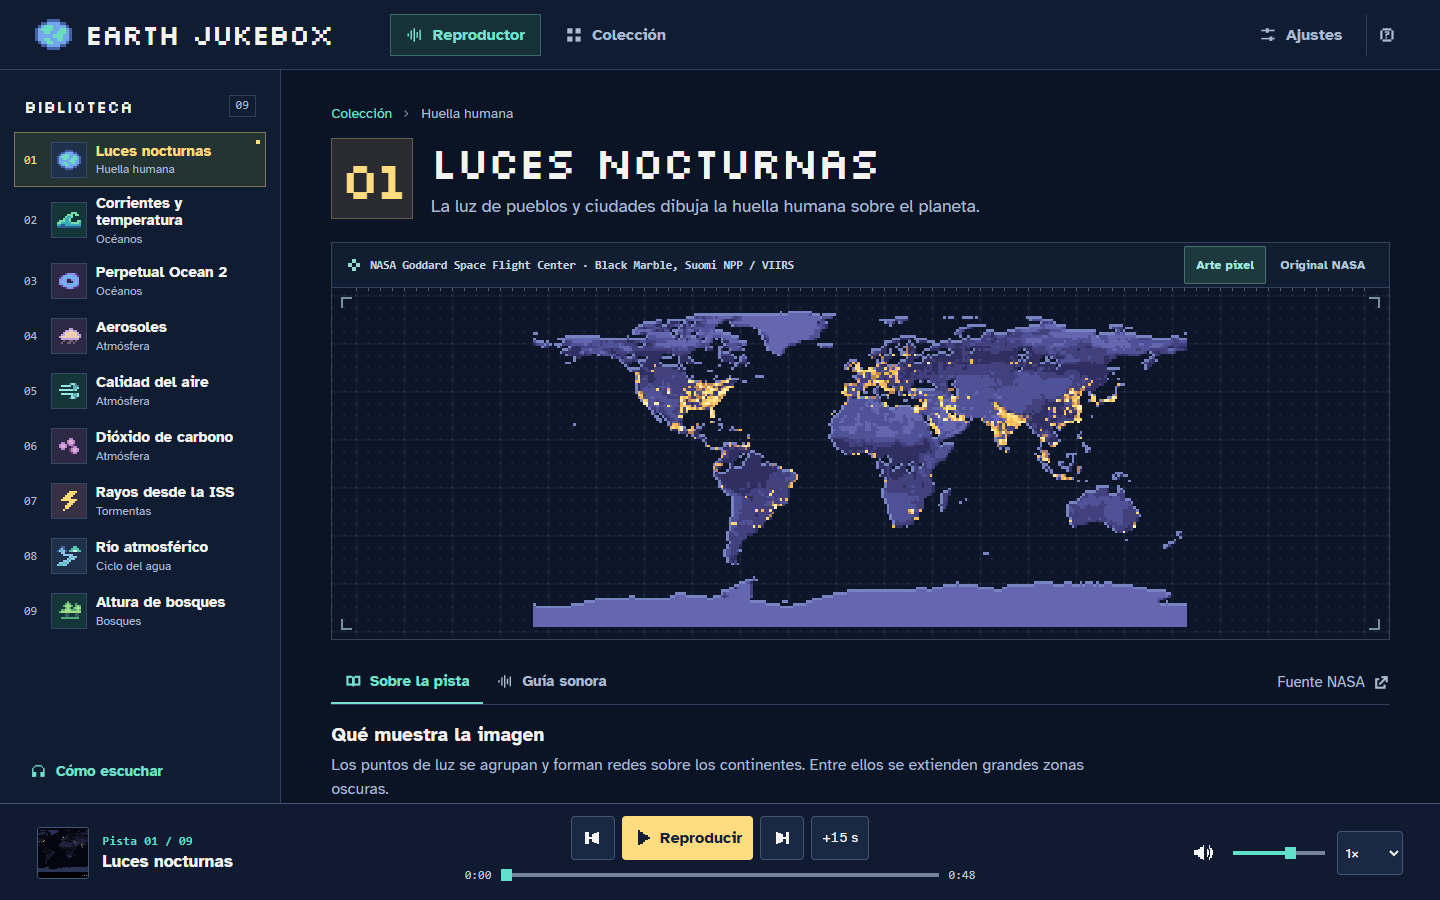 EARTH JUKEBOX
Reproductor
Colección
Ajustes
BIBLIOTECA
09
01
Luces nocturnas
Huella humana
02
Corrientes y
temperatura
Océanos
03
Perpetual Ocean 2
Océanos
04
Aerosoles
Atmósfera
05
Calidad del aire
Atmósfera
06
Dióxido de carbono
Atmósfera
07
Rayos desde la ISS
Tormentas
08
Río atmosférico
Ciclo del agua
09
Altura de bosques
Bosques
Cómo escuchar
Colección › Huella humana
01
LUCES NOCTURNAS
La luz de pueblos y ciudades dibuja la huella humana sobre el planeta.
NASA Goddard Space Flight Center · Black Marble, Suomi NPP / VIIRS
Arte píxel
Original NASA
Sobre la pista
Guía sonora
Fuente NASA
Qué muestra la imagen
Los puntos de luz se agrupan y forman redes sobre los continentes. Entre ellos se extienden grandes zonas
oscuras.
Pista 01 / 09
Luces nocturnas
Reproducir
+15 s
0:00
0:48
1×